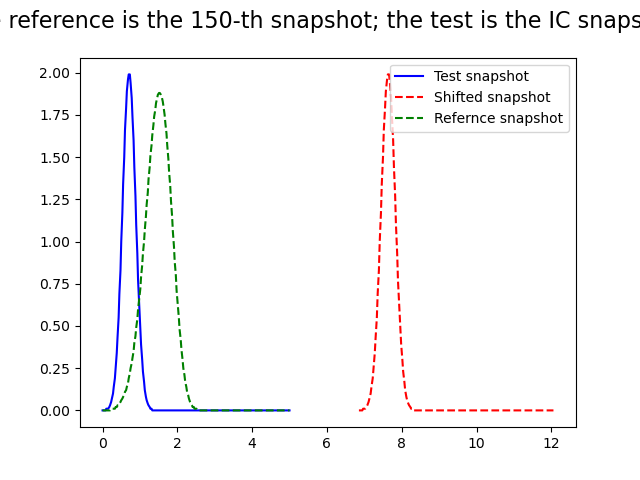 reference is the 150-th snapshot; the test is the IC snaps
Test snapshot
Shifted snapshot
Refernce snapshot
2.00
1.75
1.50
1.25
1.00
0.75
0.50
0.25
0.00
0 2 4 6 8 10 12